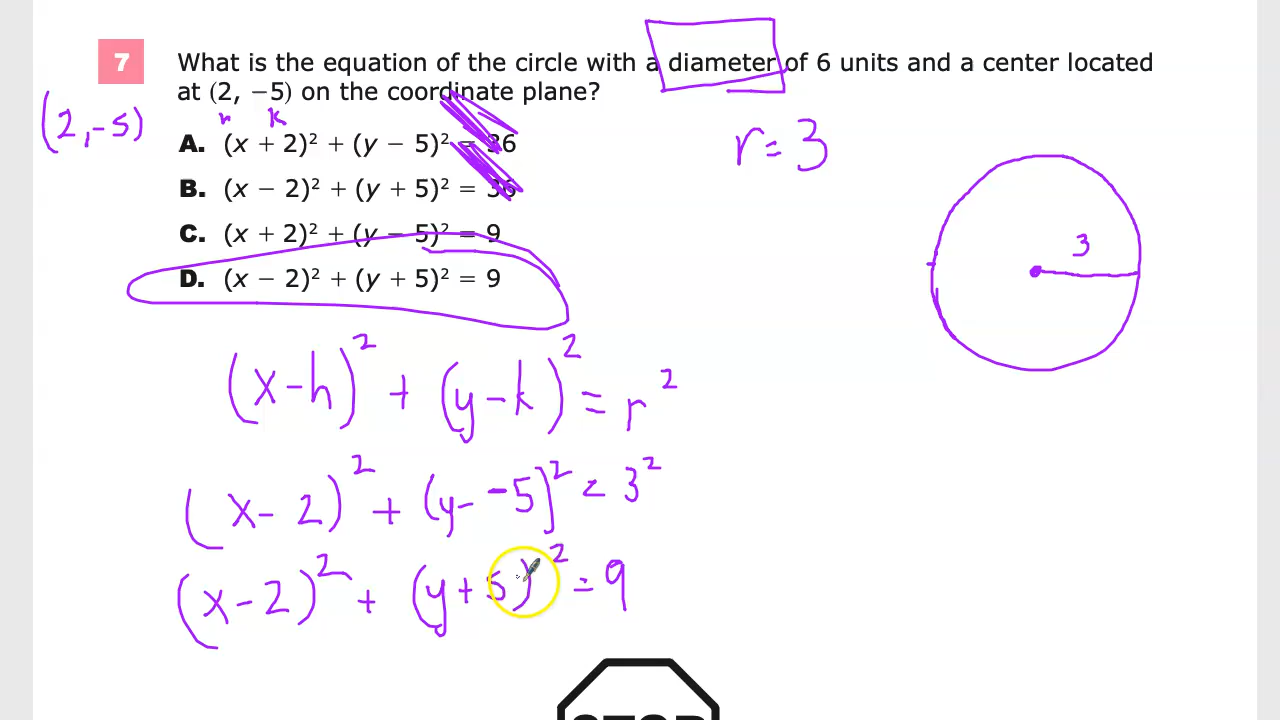 7 What is the equation of the circle with a diameter of 6 units and a center located
at (2, −5) on the coordinate plane?
(2,-5)
h k
A. (x + 2)² + (y − 5)² = 36
r = 3
B. (x − 2)² + (y + 5)² = 36
C. (x + 2)² + (y − 5)² = 9
3
D. (x − 2)² + (y + 5)² = 9
(x-h)² + (y-k)² = r²
(x-2)² + (y--5)² = 3²
(x-2)² + (y+5)² = 9
STOP